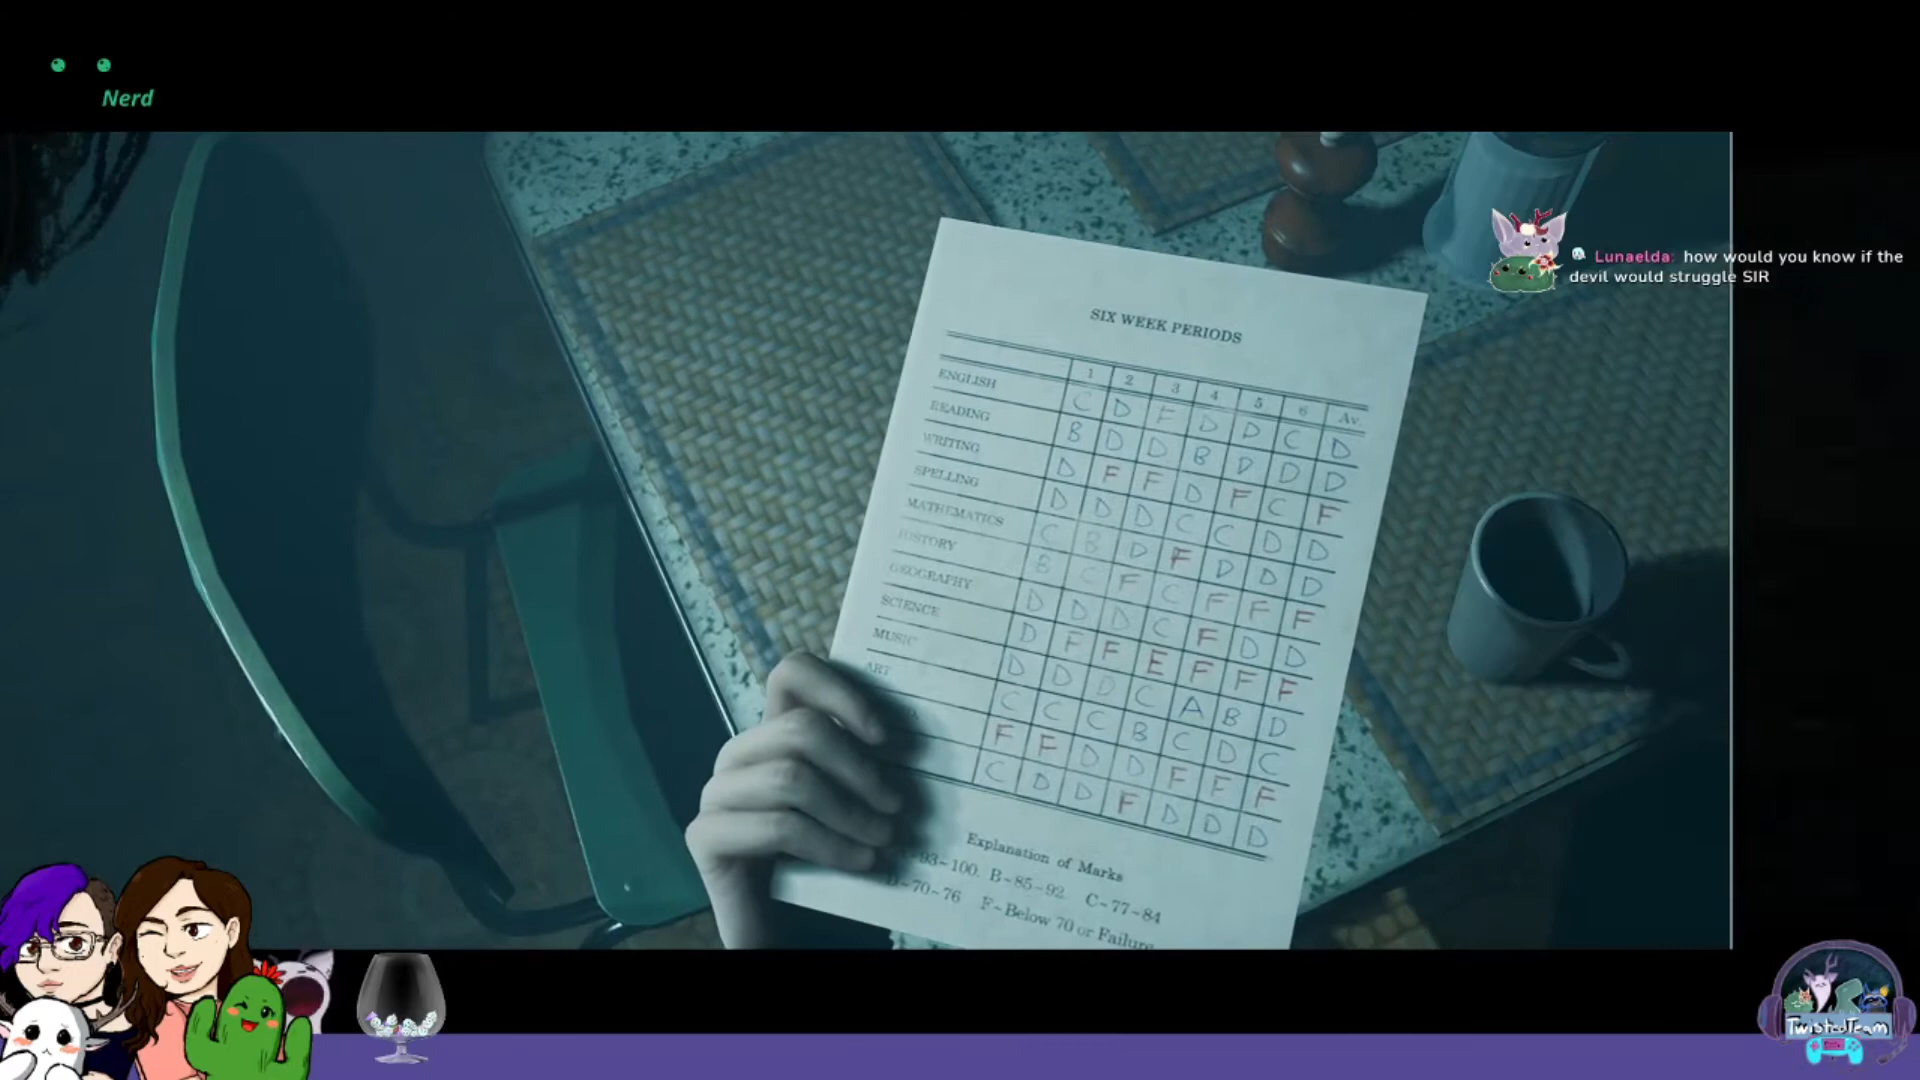 Nerd
Lunaelda: how would you know if the
devil would struggle SIR
SIX WEEK PERIODS
1 2 3 4 5 6 Av.
ENGLISH C D F D D C D
READING B D D B D D D
WRITING D F F D F C F
SPELLING D D D C C D D
MATHEMATICS C B D F D D D
HISTORY B C F C F F F
GEOGRAPHY D D D C F D D
SCIENCE D F F E F F F
MUSIC D D D C A B D
ART C C C B C D C
F F D D F F F
C D D F D D D
Explanation of Marks
93-100. B-85-92. C-77-84
D-70-76 F-Below 70 or Failure
TwistedTeam